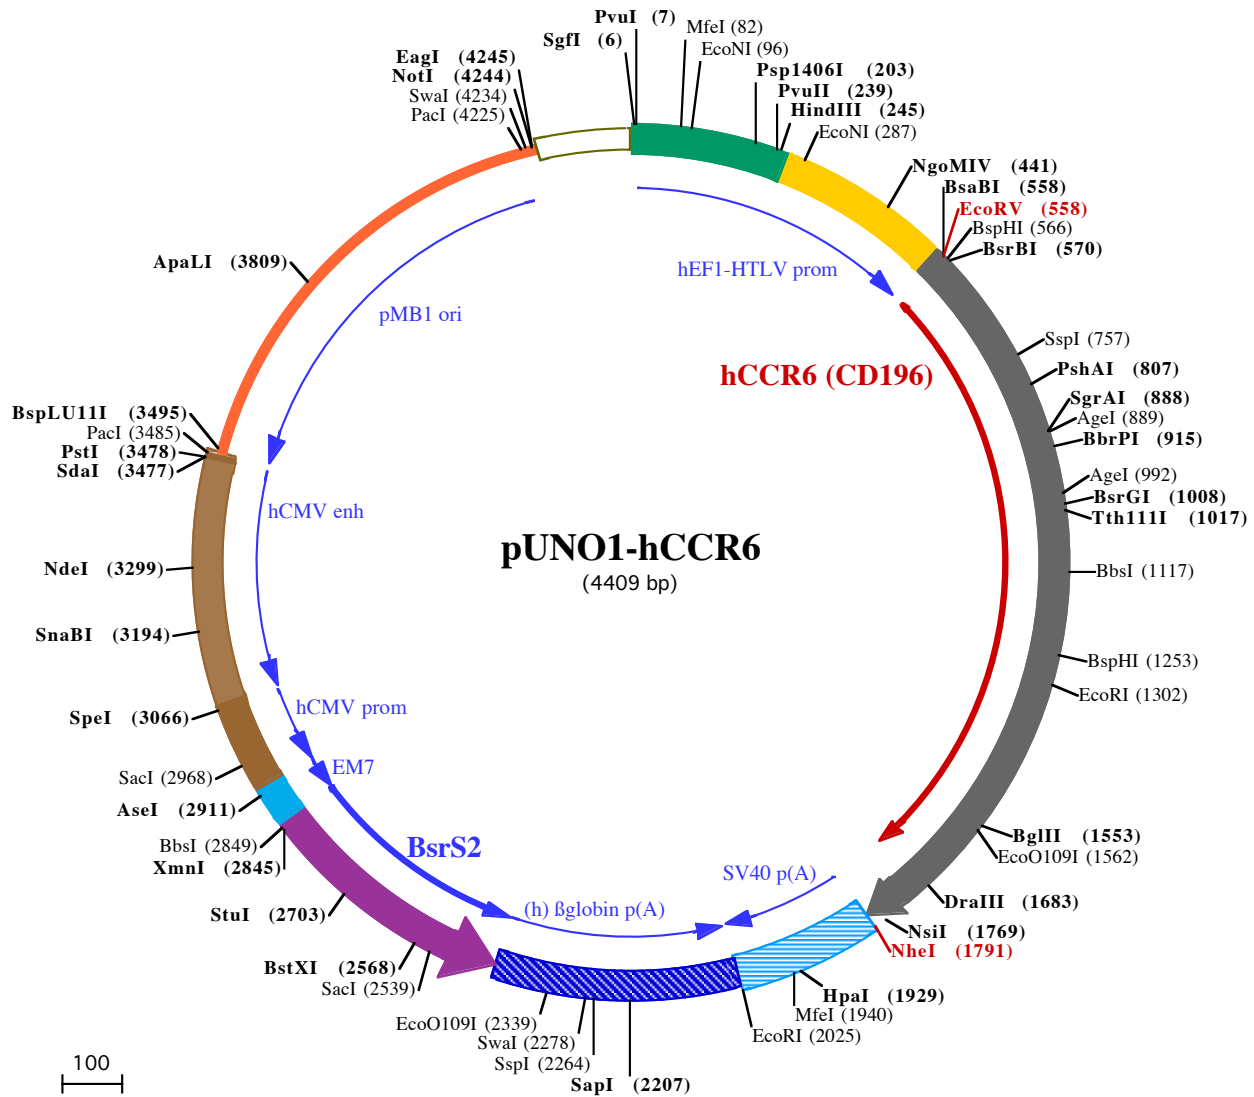 PvuI (7)
SgfI (6)
MfeI (82)
EcoNI (96)
EagI (4245)
NotI (4244)
SwaI (4234)
PacI (4225)
Psp1406I (203)
PvuII (239)
HindIII (245)
EcoNI (287)
NgoMIV (441)
BsaBI (558)
EcoRV (558)
BspHI (566)
BsrBI (570)
ApaLI (3809)
hEF1-HTLV prom
pMB1 ori
SspI (757)
PshAI (807)
hCCR6 (CD196)
SgrAI (888)
AgeI (889)
BbrPI (915)
BspLU11I (3495)
PacI (3485)
PstI (3478)
SdaI (3477)
AgeI (992)
BsrGI (1008)
Tth111I (1017)
hCMV enh
pUNO1-hCCR6
(4409 bp)
NdeI (3299)
BbsI (1117)
SnaBI (3194)
BspHI (1253)
EcoRI (1302)
hCMV prom
SpeI (3066)
EM7
SacI (2968)
AseI (2911)
BbsI (2849)
XmnI (2845)
BsrS2
BglII (1553)
EcoO109I (1562)
SV40 p(A)
DraIII (1683)
StuI (2703)
(h) ßglobin p(A)
NsiI (1769)
NheI (1791)
BstXI (2568)
SacI (2539)
HpaI (1929)
MfeI (1940)
EcoRI (2025)
EcoO109I (2339)
SwaI (2278)
SspI (2264)
SapI (2207)
100